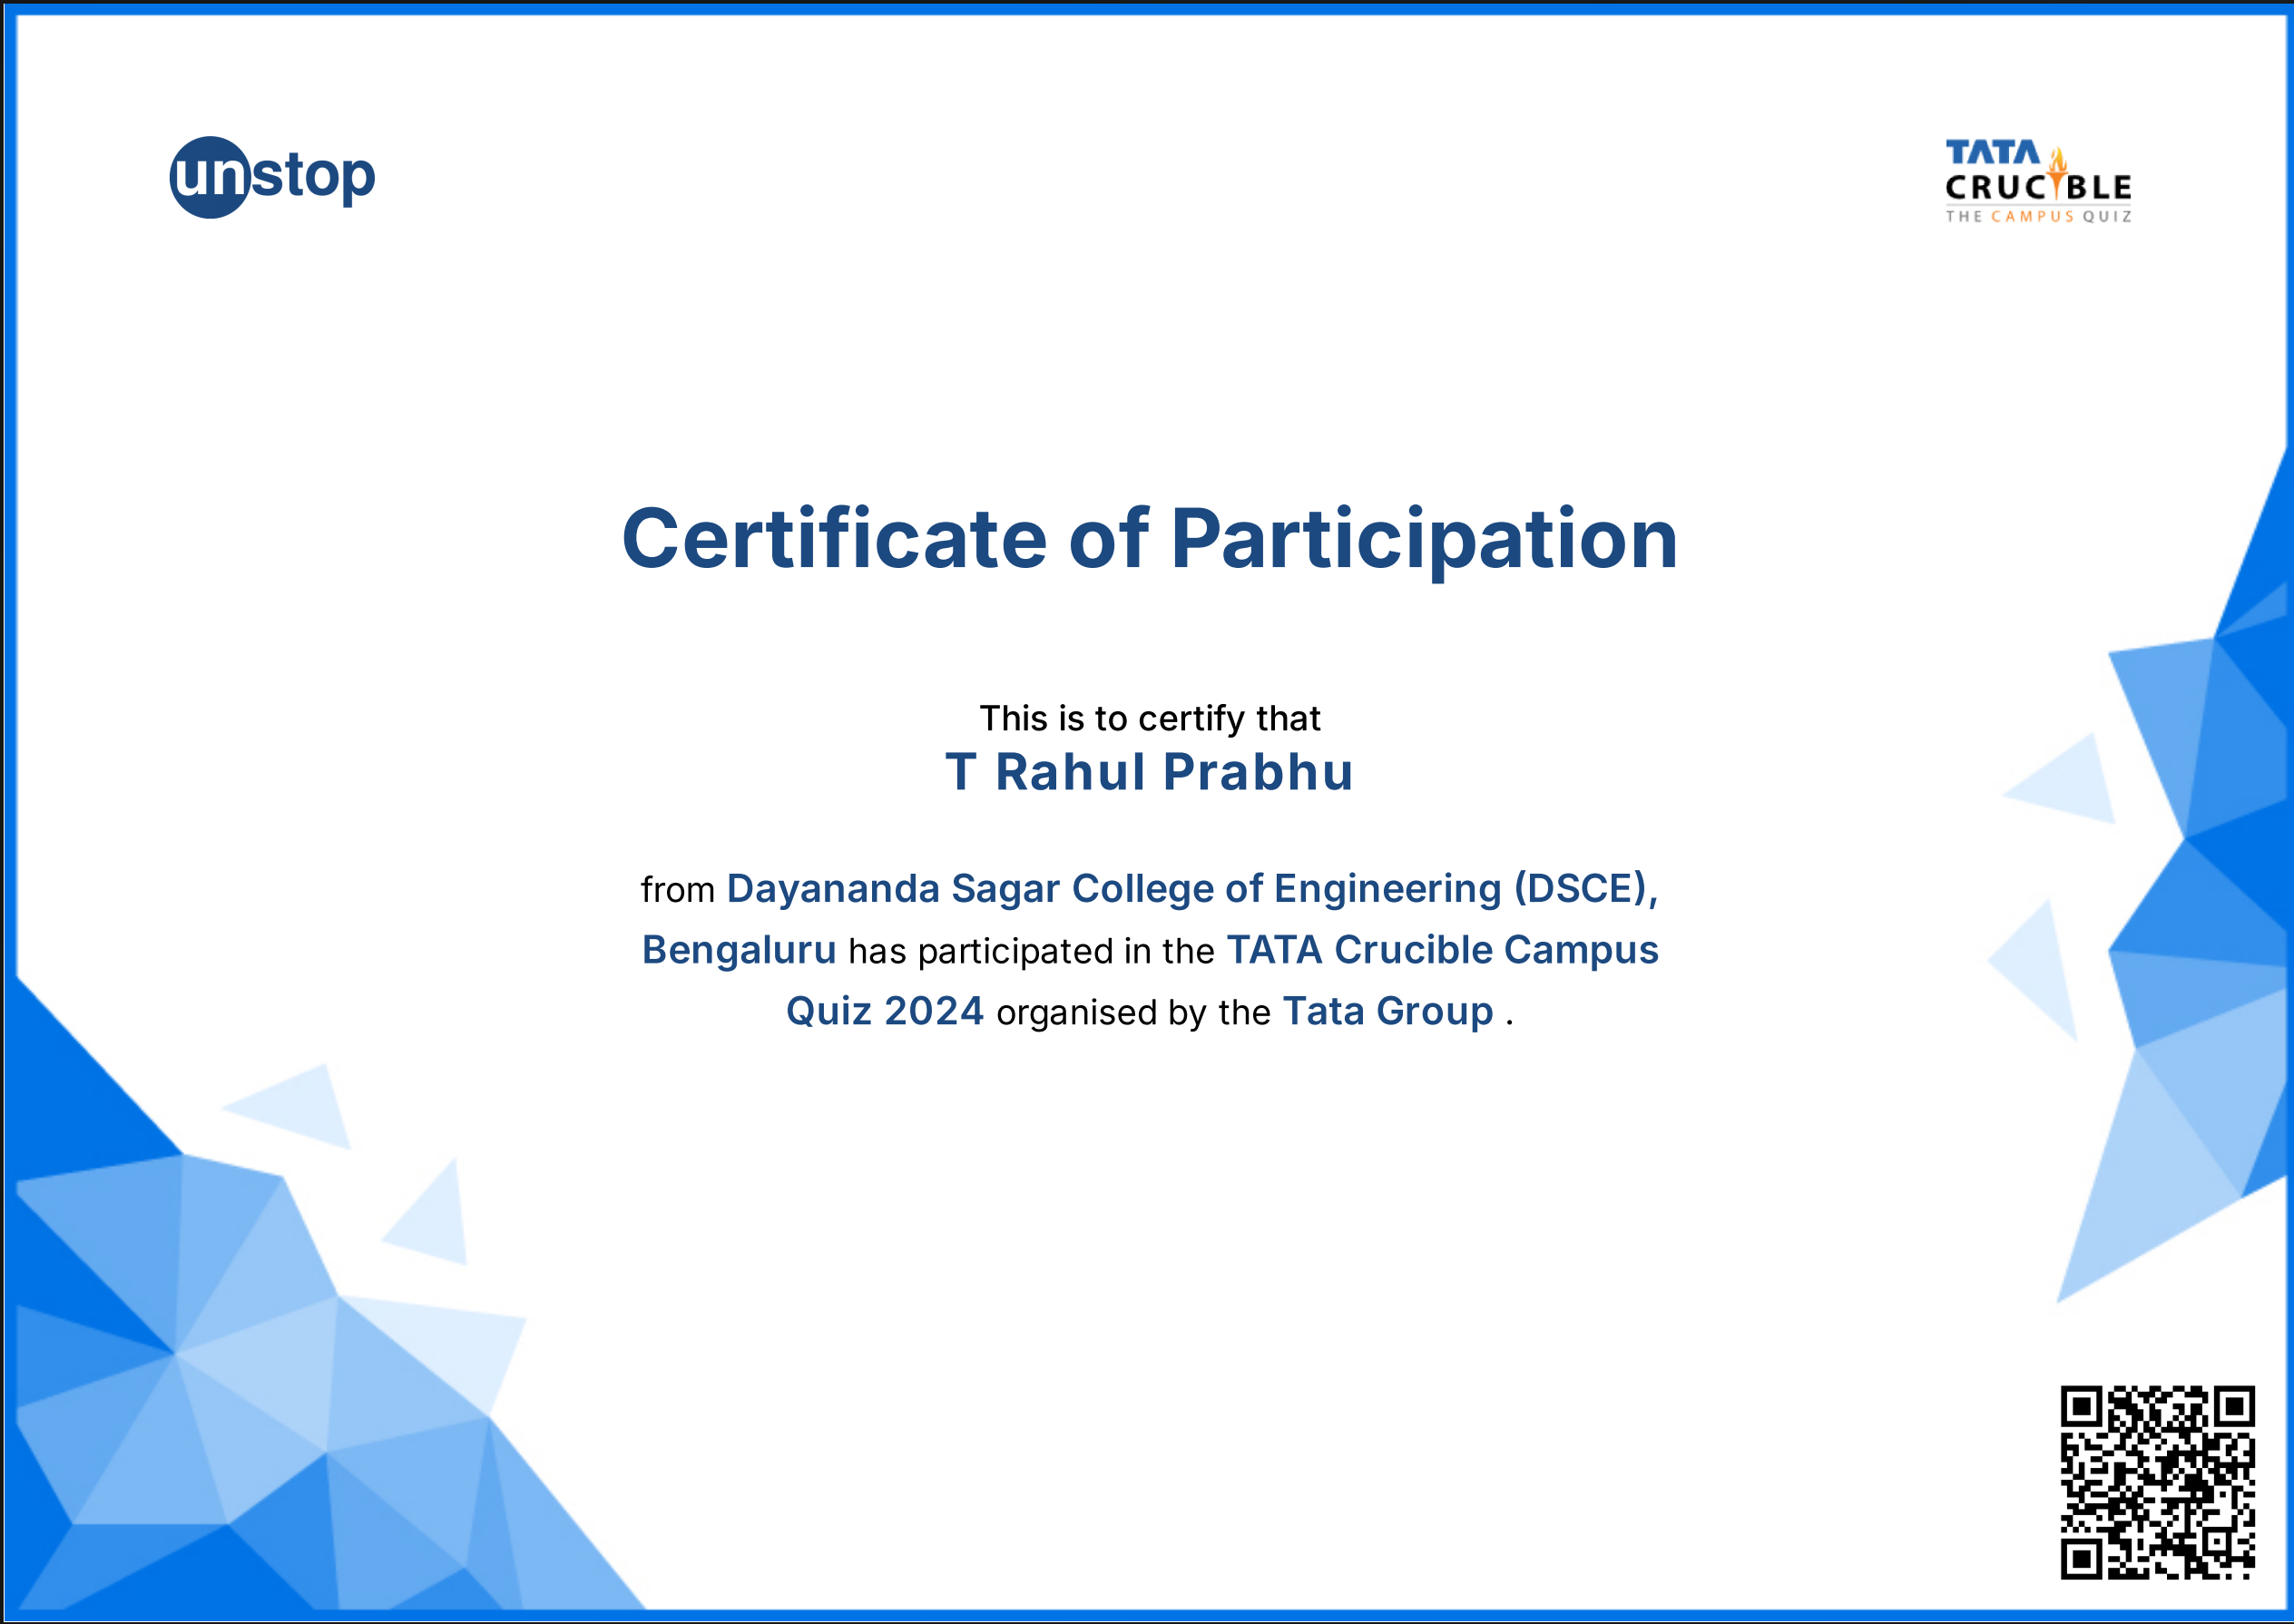 unstop
TATA
CRUCIBLE
THE CAMPUS QUIZ
Certificate of Participation
This is to certify that
T Rahul Prabhu
from Dayananda Sagar College of Engineering (DSCE),
Bengaluru has participated in the TATA Crucible Campus
Quiz 2024 organised by the Tata Group .